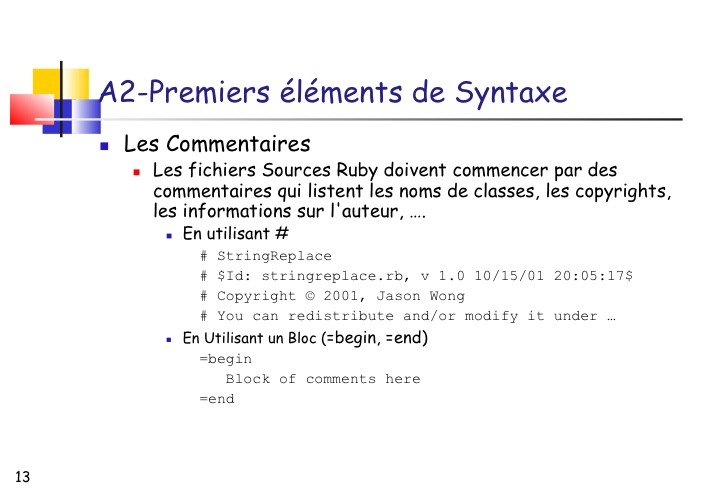 A2-Premiers éléments de Syntaxe
Les Commentaires
Les fichiers Sources Ruby doivent commencer par des
commentaires qui listent les noms de classes, les copyrights,
les informations sur l'auteur, ….
En utilisant #
# StringReplace
# $Id: stringreplace.rb, v 1.0 10/15/01 20:05:17$
# Copyright © 2001, Jason Wong
# You can redistribute and/or modify it under …
En Utilisant un Bloc (=begin, =end)
=begin
Block of comments here
=end
13